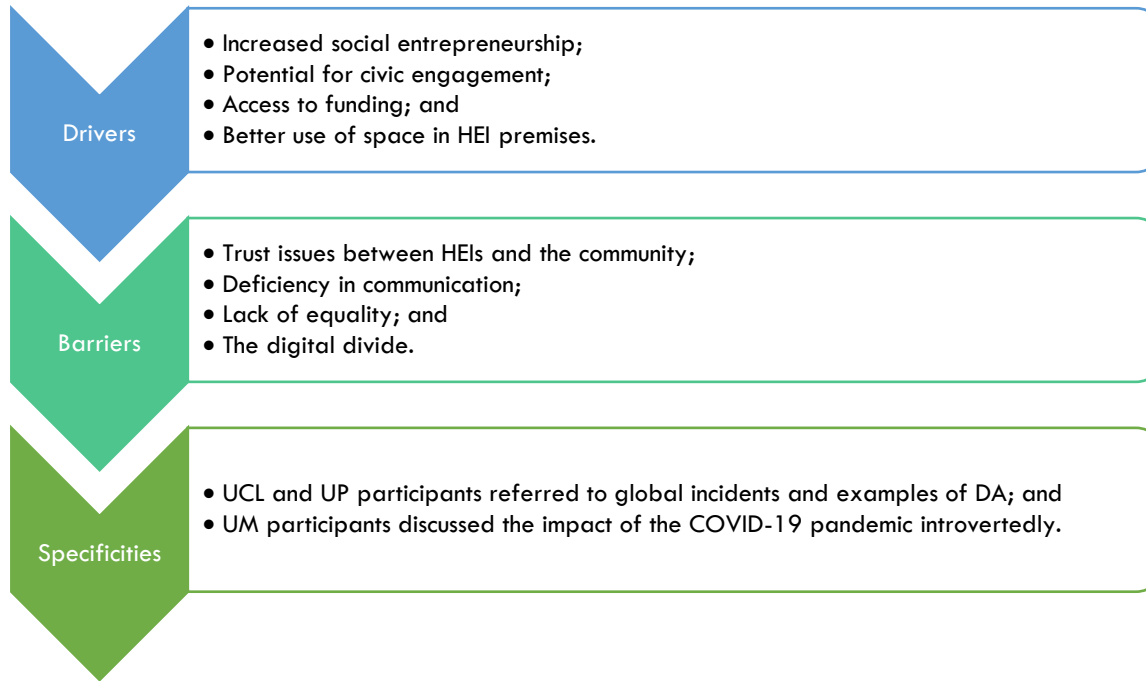 Drivers
• Increased social entrepreneurship;
• Potential for civic engagement;
• Access to funding; and
• Better use of space in HEI premises.
Barriers
• Trust issues between HEIs and the community;
• Deficiency in communication;
• Lack of equality; and
• The digital divide.
Specificities
• UCL and UP participants referred to global incidents and examples of DA; and
• UM participants discussed the impact of the COVID-19 pandemic introvertedly.